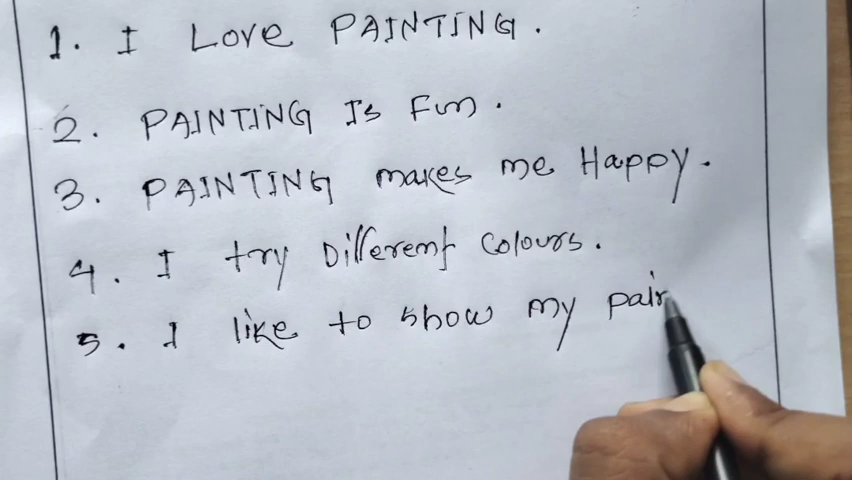 1. I Love PAINTING.
2. PAINTING Is Fun.
3. PAINTING makes me Happy.
4. I try Different Colours.
5. I like to show my pain